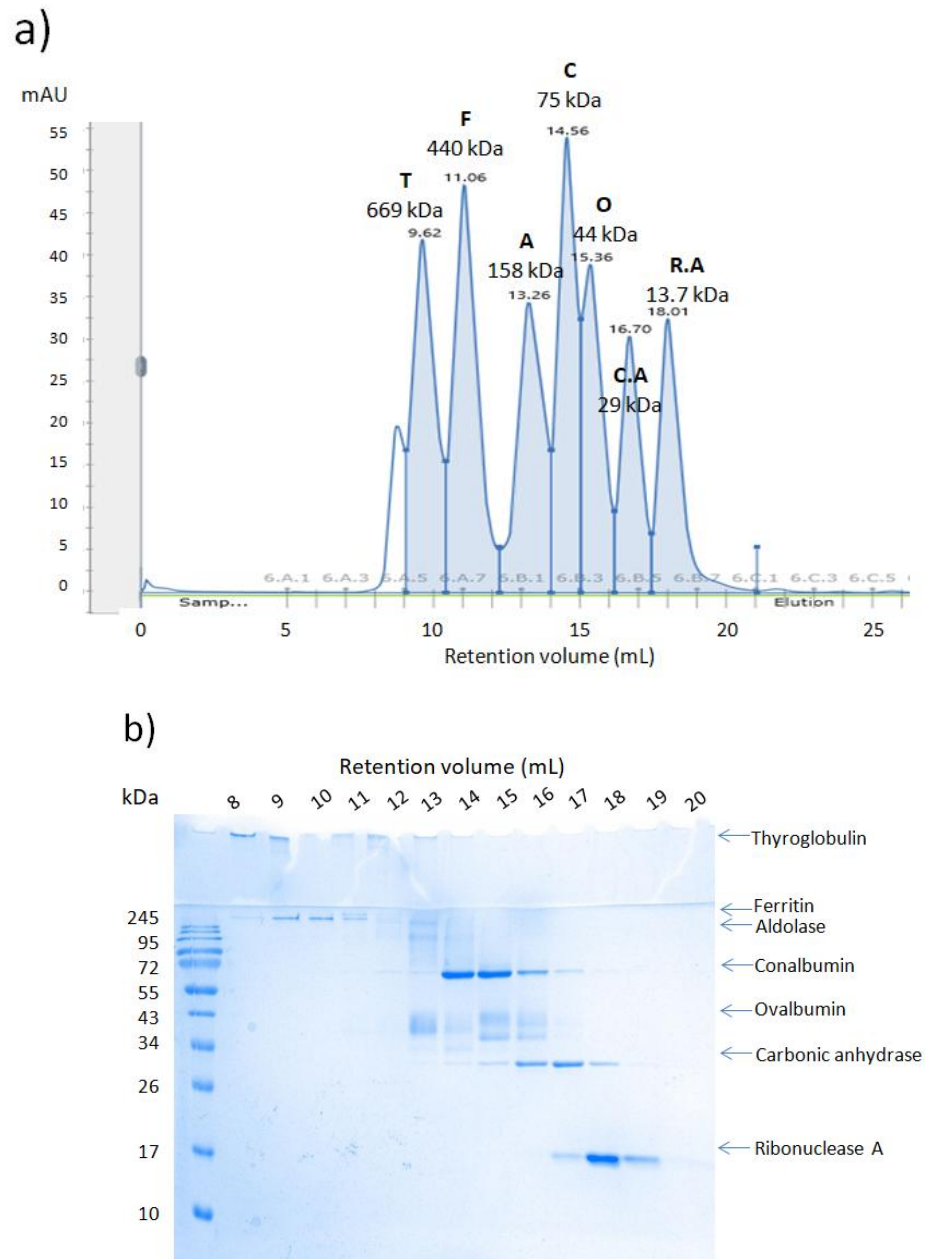 a)
mAU
C
75 kDa
14.56
F
440 kDa
11.06
T
669 kDa
9.62
O
44 kDa
15.36
A
158 kDa
13.26
R.A
13.7 kDa
18.01
16.70
C.A
29 kDa
55
50
45
40
35
30
25
20
15
10
5
0
6.A.1 6.A.3 6.A.5 6.A.7 6.B.1 6.B.3 6.B.5 6.B.7 6.C.1 6.C.3 6.C.5
Samp... Elution
0 5 10 15 20 25
Retention volume (mL)
b)
Retention volume (mL)
kDa 8 9 10 11 12 13 14 15 16 17 18 19 20
Thyroglobulin
245 Ferritin
Aldolase
95
72 Conalbumin
55
43 Ovalbumin
34 Carbonic anhydrase
26
17 Ribonuclease A
10